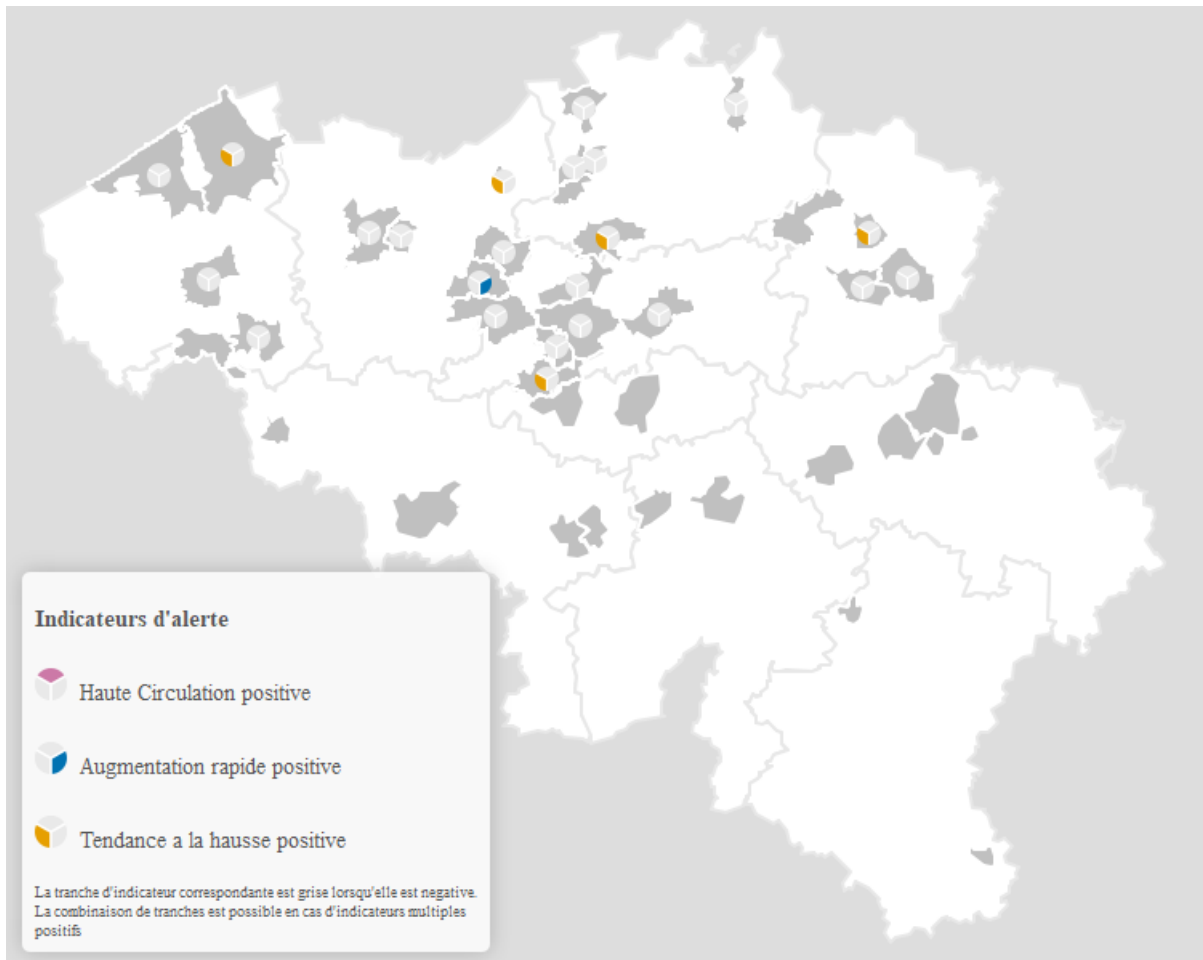 Indicateurs d'alerte
Haute Circulation positive
Augmentation rapide positive
Tendance a la hausse positive
La tranche d'indicateur correspondante est grise lorsqu'elle est negative.
La combinaison de tranches est possible en cas d'indicateurs multiples
positifs